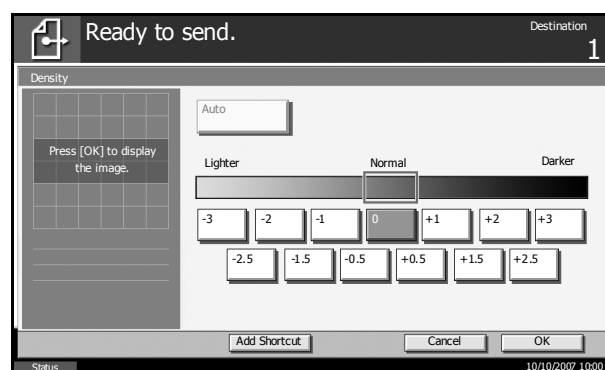 Ready to send.
Destination
1
Density
Press [OK] to display
the image.
Auto
Lighter Normal Darker
-3 -2 -1 0 +1 +2 +3
-2.5 -1.5 -0.5 +0.5 +1.5 +2.5
Add Shortcut Cancel OK
Status 10/10/2007 10:00